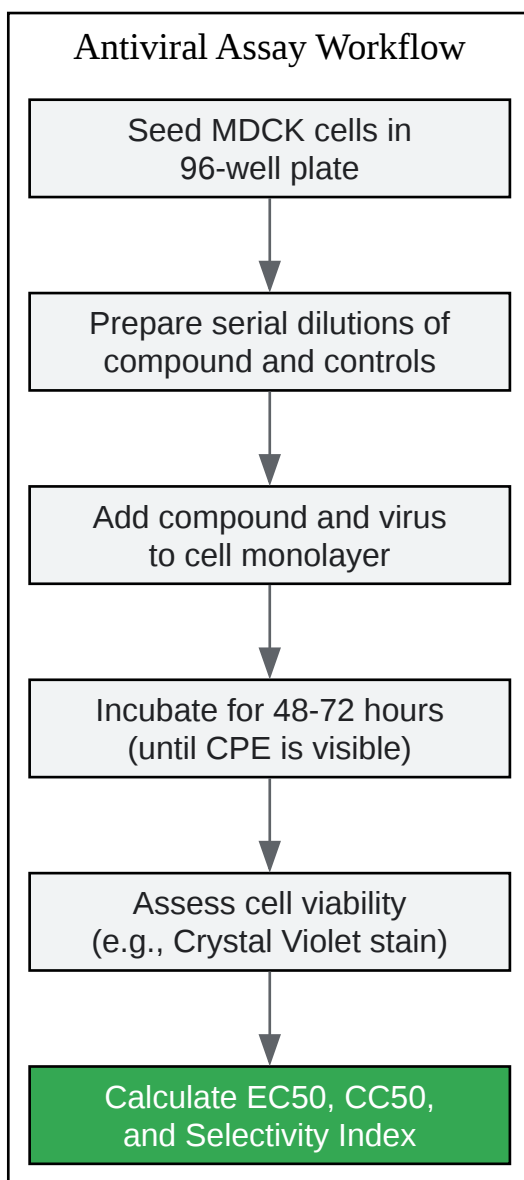 Antiviral Assay Workflow
Seed MDCK cells in
96-well plate
Prepare serial dilutions of
compound and controls
Add compound and virus
to cell monolayer
Incubate for 48-72 hours
(until CPE is visible)
Assess cell viability
(e.g., Crystal Violet stain)
Calculate EC50, CC50,
and Selectivity Index